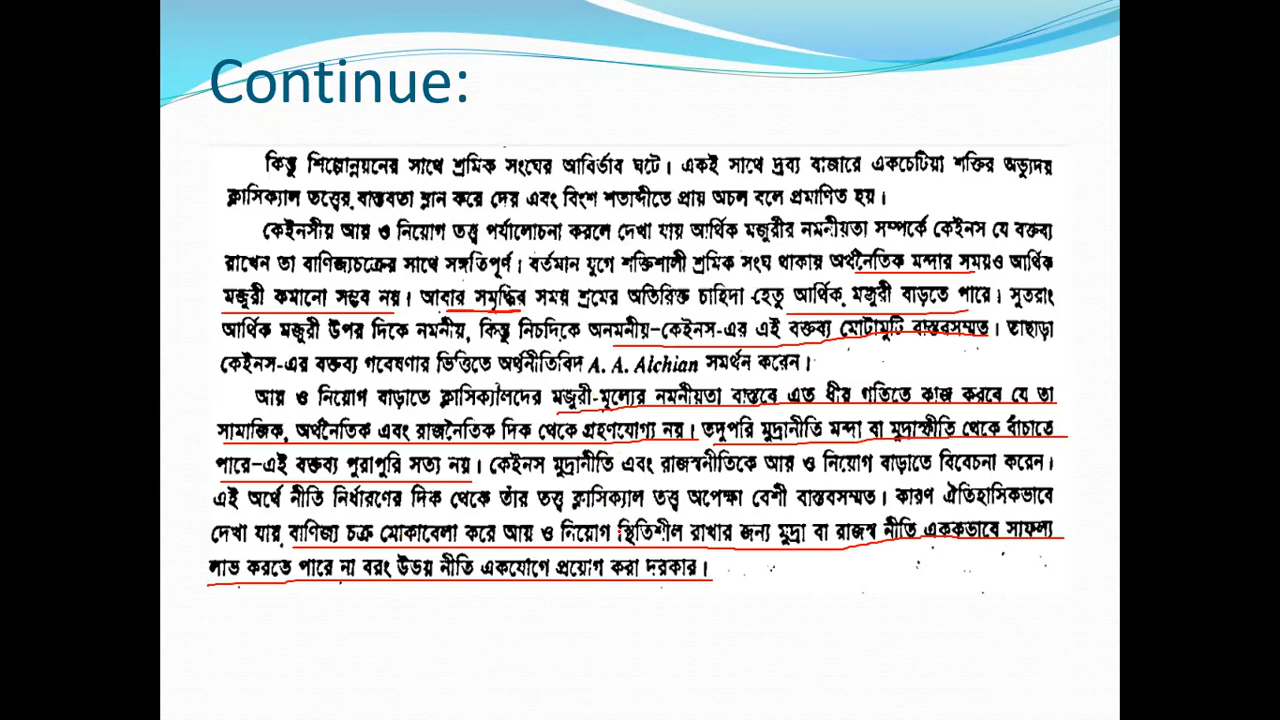 Continue:
কিন্তু শিল্পোন্নয়নের সাথে শ্রমিক সংঘের আবির্ভাব ঘটে। একই সাথে দ্রব্য বাজারে একচেটিয়া শক্তির অভ্যুদয়
ক্লাসিক্যাল তত্ত্বের বাস্তবতা ম্লান করে দেয় এবং বিংশ শতাব্দীতে প্রায় অচল বলে প্রমাণিত হয়।
কেইনসীয় আয় ও নিয়োগ তত্ত্ব পর্যালোচনা করলে দেখা যায় আর্থিক মজুরীর নমনীয়তা সম্পর্কে কেইনস যে বক্তব্য
রাখেন তা বাণিজ্যচক্রের সাথে সঙ্গতিপূর্ণ। বর্তমান যুগে শক্তিশালী শ্রমিক সংঘ থাকায় অর্থনৈতিক মন্দার সময়ও আর্থিক
মজুরী কমানো সম্ভব নয়। আবার সমৃদ্ধির সময় শ্রমের অতিরিক্ত চাহিদা হেতু আর্থিক মজুরী বাড়তে পারে। সুতরাং
আর্থিক মজুরী উপর দিকে নমনীয়, কিন্তু নিচদিকে অনমনীয়–কেইনস-এর এই বক্তব্য মোটামুটি বাস্তবসম্মত। তাছাড়া
কেইনস-এর বক্তব্য গবেষণার ভিত্তিতে অর্থনীতিবিদ A. A. Alchian সমর্থন করেন।
আয় ও নিয়োগ বাড়াতে ক্লাসিক্যালদের মজুরী-মূল্যের নমনীয়তা বাস্তবে এত ধীর গতিতে কাজ করবে যে তা
সামাজিক, অর্থনৈতিক এবং রাজনৈতিক দিক থেকে গ্রহণযোগ্য নয়। তদুপরি মুদ্রানীতি মন্দা বা মুদ্রাস্ফীতি থেকে বাঁচাতে
পারে–এই বক্তব্য পুরাপুরি সত্য নয়। কেইনস মুদ্রানীতি এবং রাজস্বনীতিকে আয় ও নিয়োগ বাড়াতে বিবেচনা করেন।
এই অর্থে নীতি নির্ধারণের দিক থেকে তাঁর তত্ত্ব ক্লাসিক্যাল তত্ত্ব অপেক্ষা বেশী বাস্তবসম্মত। কারণ ঐতিহাসিকভাবে
দেখা যায় বাণিজ্য চক্র মোকাবেলা করে আয় ও নিয়োগ স্থিতিশীল রাখার জন্য মুদ্রা বা রাজস্ব নীতি এককভাবে সাফল্য
লাভ করতে পারে না বরং উভয় নীতি একযোগে প্রয়োগ করা দরকার।